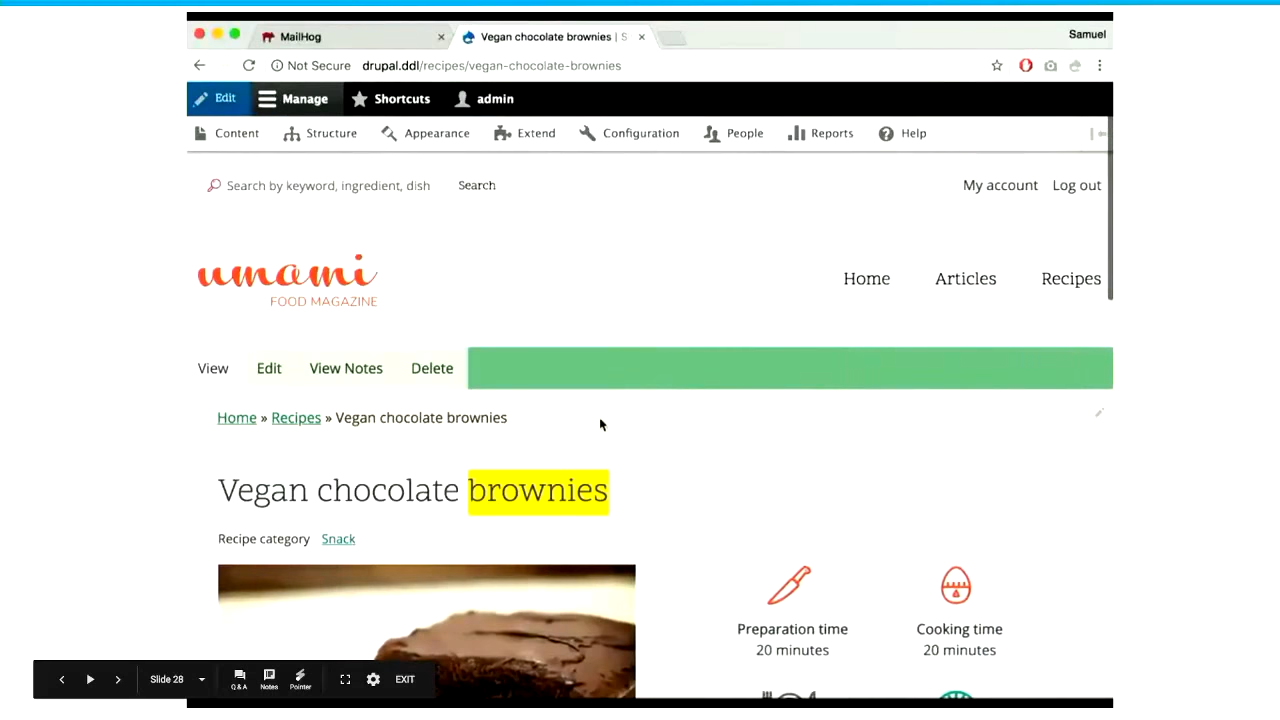 MailHog
Vegan chocolate brownies | S
Samuel
Not Secure drupal.ddl/recipes/vegan-chocolate-brownies
Edit Manage Shortcuts admin
Content Structure Appearance Extend Configuration People Reports Help
Search by keyword, ingredient, dish Search My account Log out
umami
FOOD MAGAZINE
Home Articles Recipes
View Edit View Notes Delete
Home » Recipes » Vegan chocolate brownies
Vegan chocolate brownies
Recipe category Snack
Preparation time
20 minutes
Cooking time
20 minutes
Slide 28 Q&A Notes Pointer EXIT